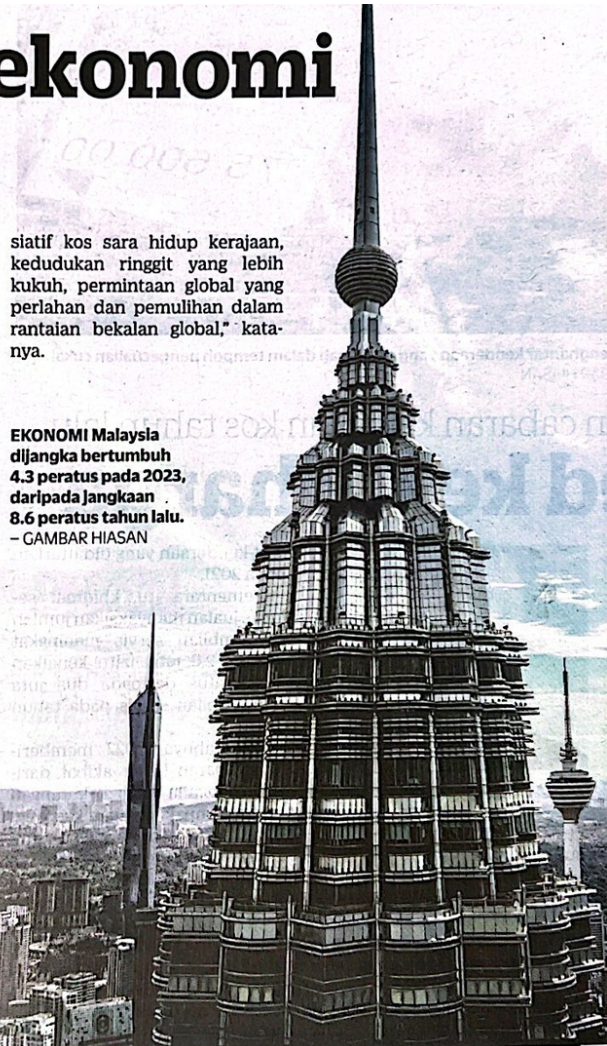 ekonomi
siatif kos sara hidup kerajaan,
kedudukan ringgit yang lebih
kukuh, permintaan global yang
perlahan dan pemulihan dalam
rantaian bekalan global," kata-
nya.
EKONOMI Malaysia
dijangka bertumbuh
4.3 peratus pada 2023,
daripada jangkaan
8.6 peratus tahun lalu.
– GAMBAR HIASAN